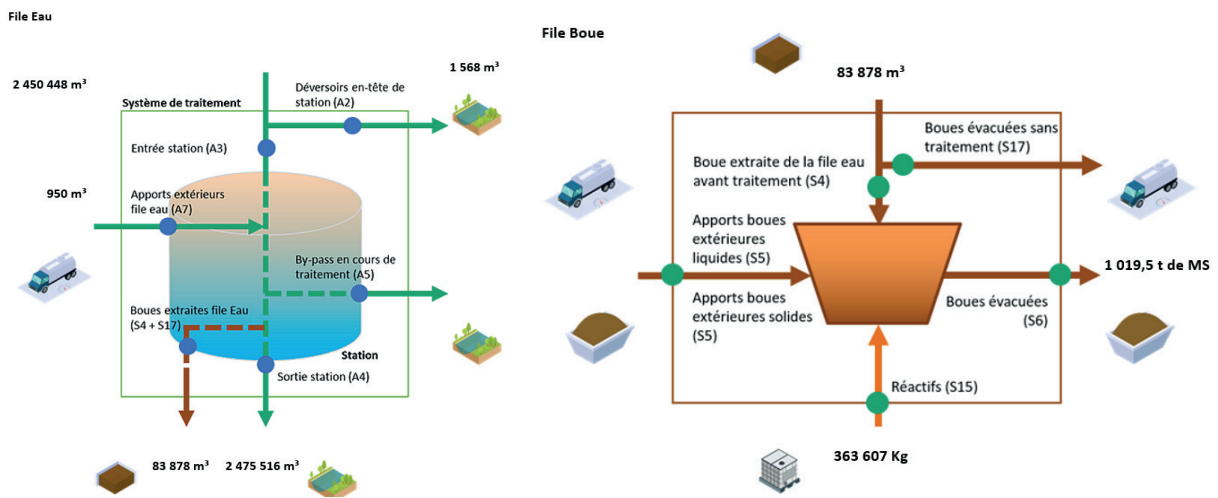 File Eau
2 450 448 m³
1 568 m³
Déversoirs en-tête de
station (A2)
Système de traitement
Entrée station (A3)
950 m³
Apports extérieurs
file eau (A7)
By-pass en cours de
traitement (A5)
Boues extraites file Eau
(S4 + S17)
Station
Sortie station (A4)
83 878 m³
2 475 516 m³
File Boue
83 878 m³
Boues évacuées sans
traitement (S17)
Boue extraite de la file eau
avant traitement (S4)
Apports boues
extérieures
liquides (S5)
1 019,5 t de MS
Apports boues
extérieures solides
(S5)
Boues évacuées
(S6)
Réactifs (S15)
363 607 Kg